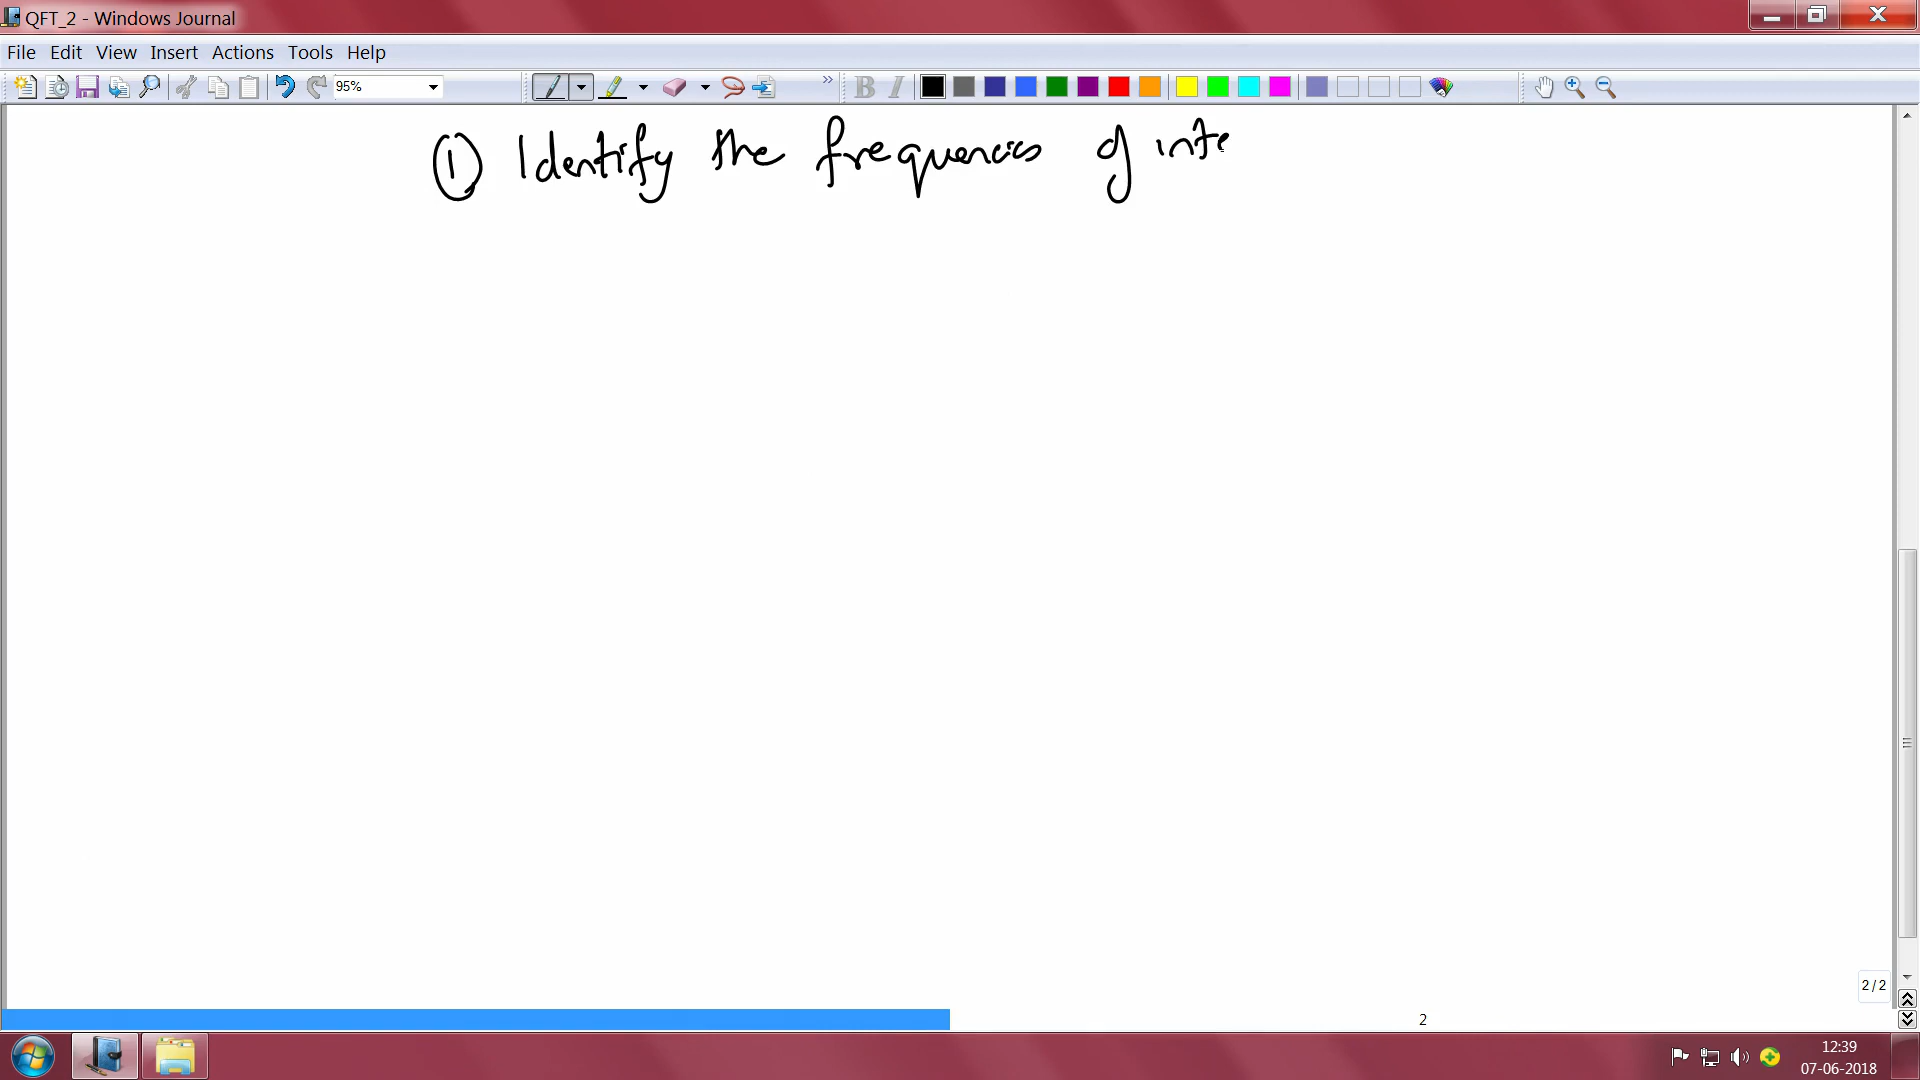 QFT_2 - Windows Journal
File Edit View Insert Actions Tools Help
95% » B I
① Identify the frequencies of inte
2 / 2
2
12:39
07-06-2018